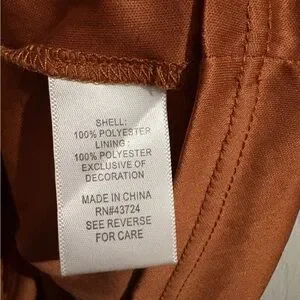 SHELL:
100% POLYESTER
LINING:
100% POLYESTER
EXCLUSIVE OF
DECORATION
MADE IN CHINA
RN#43724
SEE REVERSE
FOR CARE